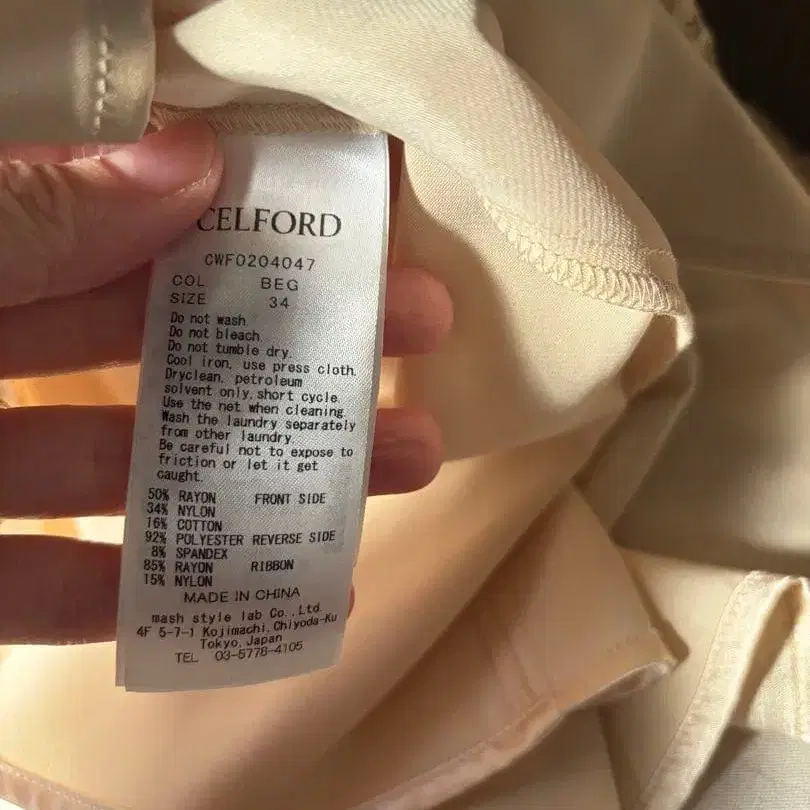 CELFORD
CWFO204047
COL BEG
SIZE 34
Do not wash.
Do not bleach.
Do not tumble dry.
Cool iron, use press cloth.
Dryclean, petroleum
solvent only, short cycle.
Use the net when cleaning.
Wash the laundry separately
from other laundry.
Be careful not to expose to
friction or let it get
caught.
50% RAYON FRONT SIDE
34% NYLON
16% COTTON
92% POLYESTER REVERSE SIDE
8% SPANDEX
85% RAYON RIBBON
15% NYLON
MADE IN CHINA
mash style lab Co.,Ltd.
4F 5-7-1 Kojimachi,Chiyoda-Ku
Tokyo,Japan
TEL 03-5778-4105